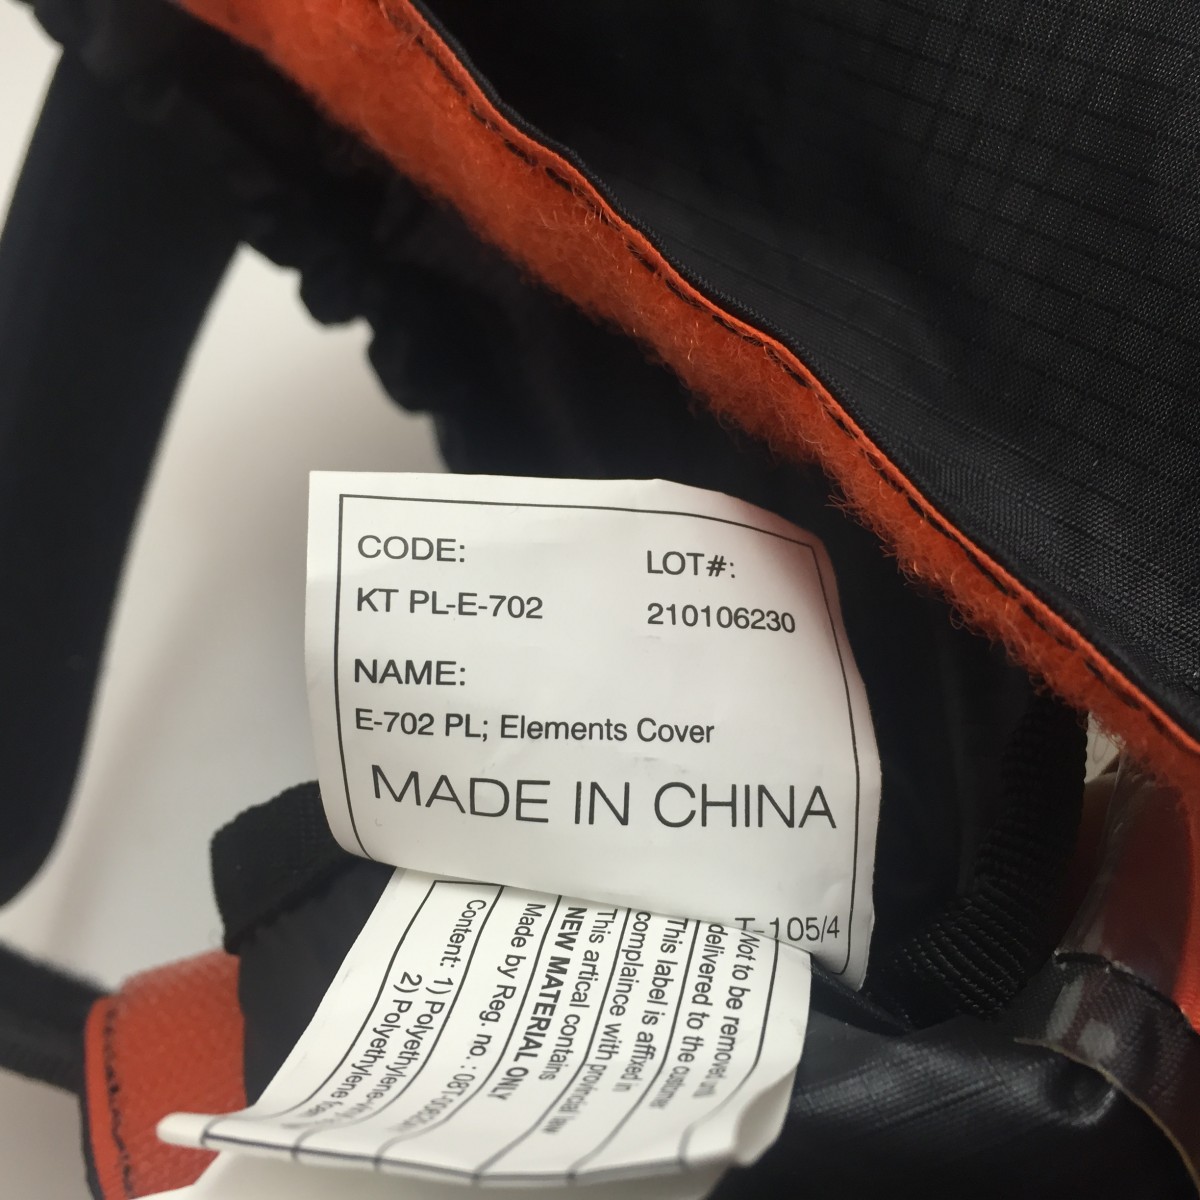 CODE:
LOT#:
KT PL-E-702
210106230
NAME:
E-702 PL; Elements Cover
MADE IN CHINA
105/4
Not to be removed
delivered to the
This label is affixed in
complaince with provincial law
This artical contains
NEW MATERIAL ONLY
Made by Reg. no.: 08T-
Content: 1) Polyethylene-
2) Polyethylene